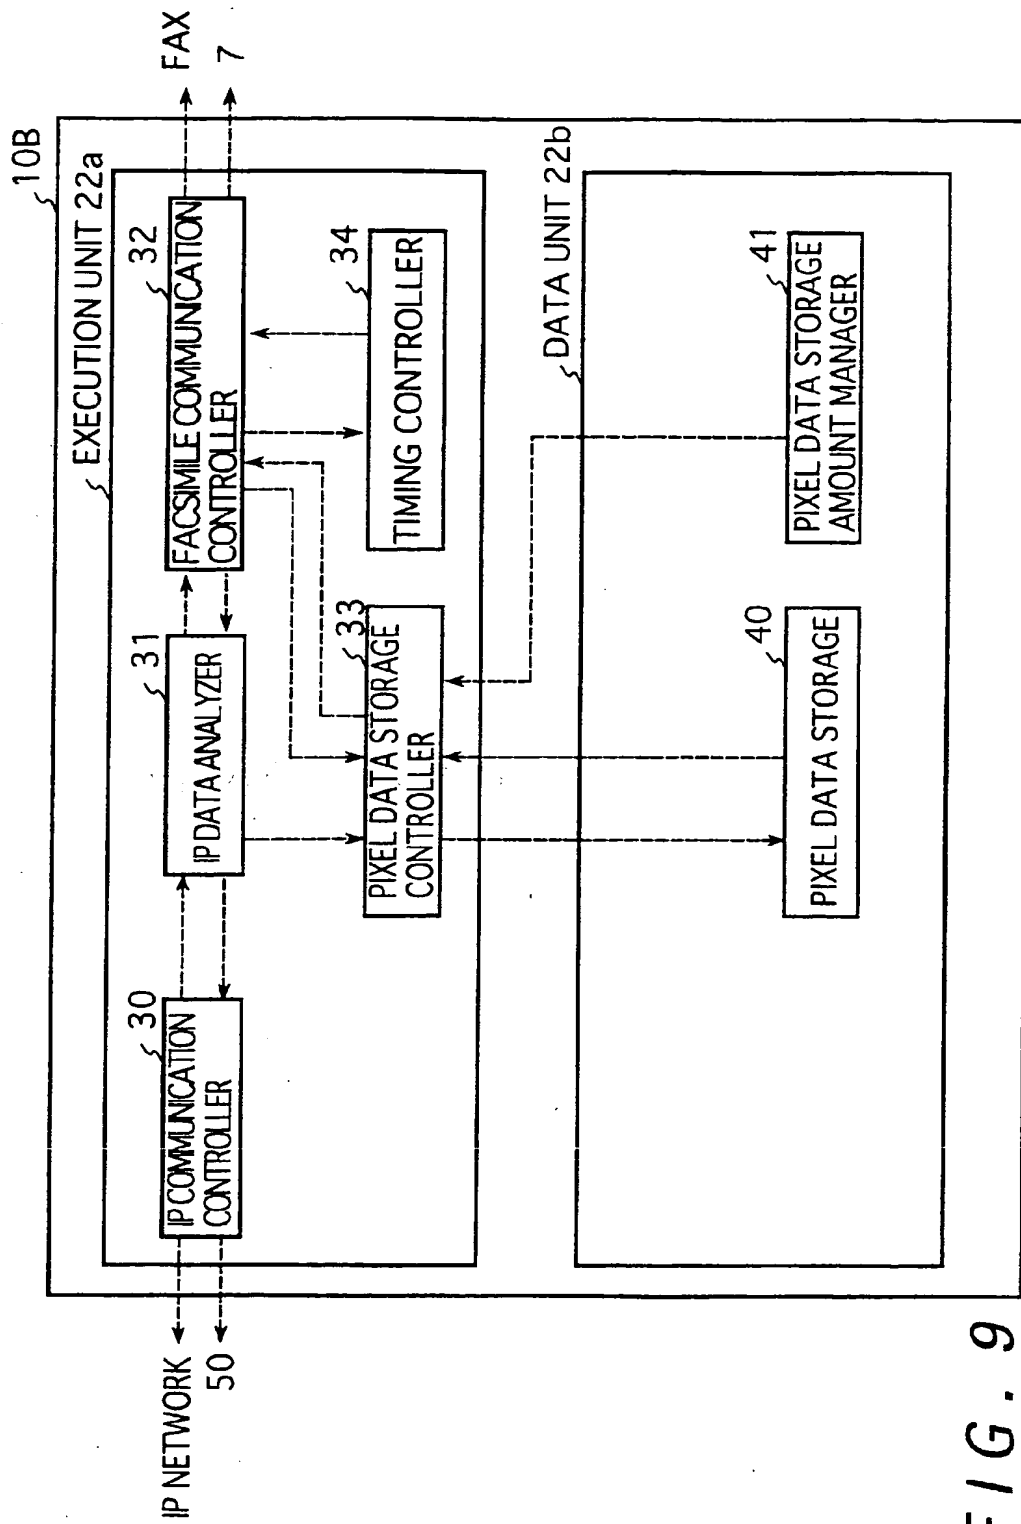 10B
EXECUTION UNIT 22a
IP NETWORK
50
30
IP COMMUNICATION
CONTROLLER
31
IP DATA ANALYZER
32
FACSIMILE COMMUNICATION
CONTROLLER
FAX
7
33
PIXEL DATA STORAGE
CONTROLLER
34
TIMING CONTROLLER
DATA UNIT 22b
40
PIXEL DATA STORAGE
41
PIXEL DATA STORAGE
AMOUNT MANAGER
FIG. 9